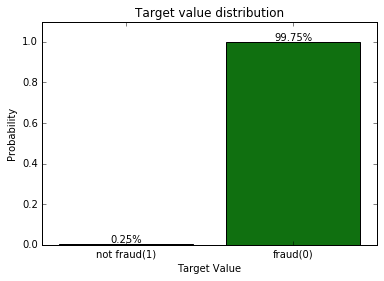 Target value distribution
99.75%
1.0
0.8
0.6
0.4
0.2
0.0
Probability
0.25%
not fraud(1) fraud(0)
Target Value